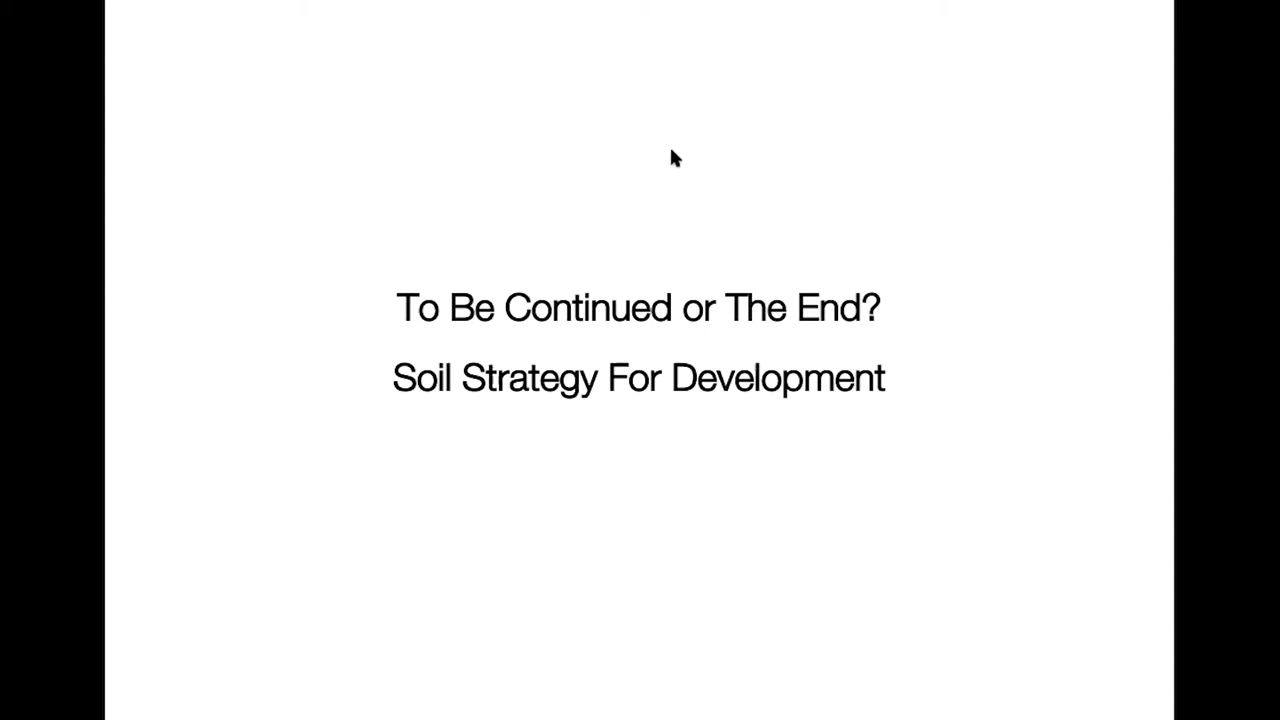 To Be Continued or The End?
Soil Strategy For Development